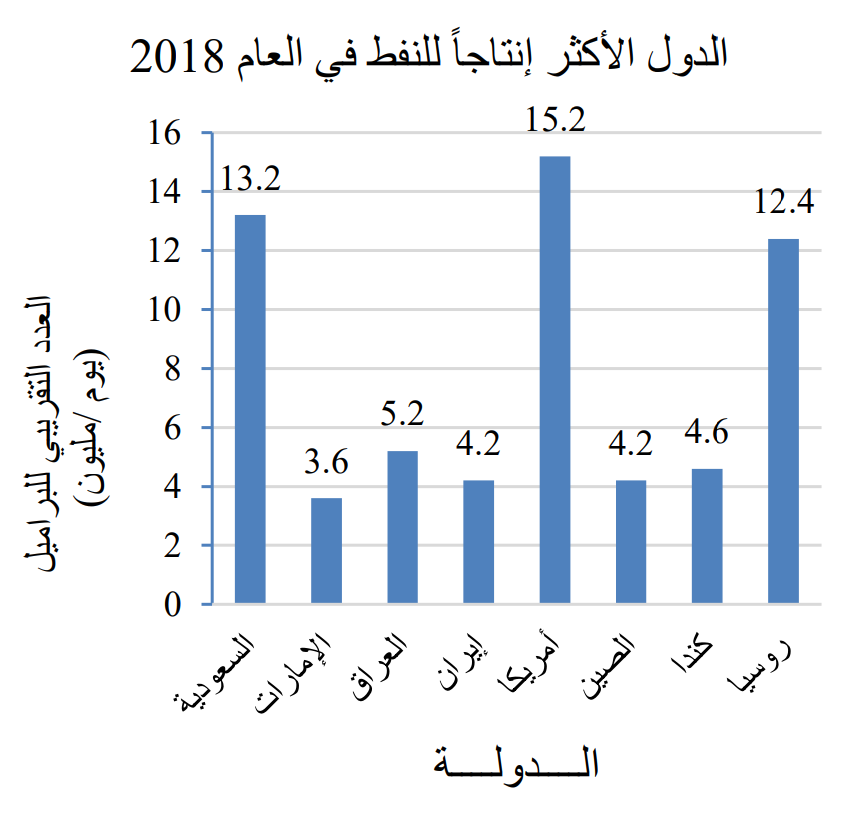 الدول الأكثر إنتاجاً للنفط في العام 2018
العدد التقريبي للبراميل
(يوم /مليون)
16
14
12
10
8
6
4
2
0
13.2
3.6
5.2
4.2
15.2
4.2
4.6
12.4
السعودية
الإمارات
العراق
إيران
أمريكا
الصين
كندا
روسيا
الـــــدولـــــة